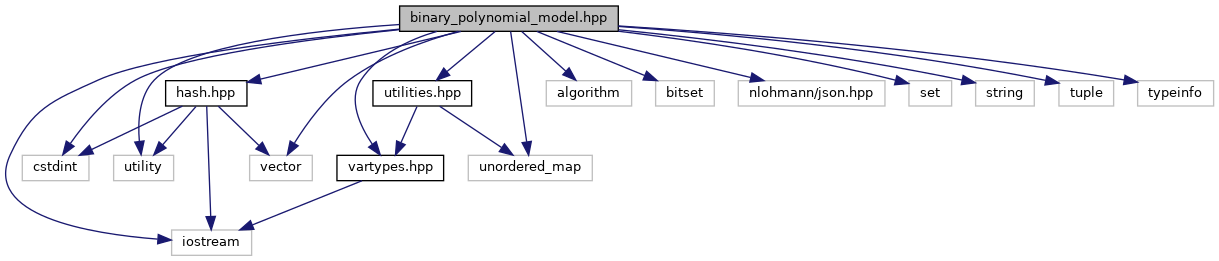 binary_polynomial_model.hpp
hash.hpp
utilities.hpp
algorithm
bitset
nlohmann/json.hpp
set
string
tuple
typeinfo
cstdint
utility
vector
vartypes.hpp
unordered_map
iostream